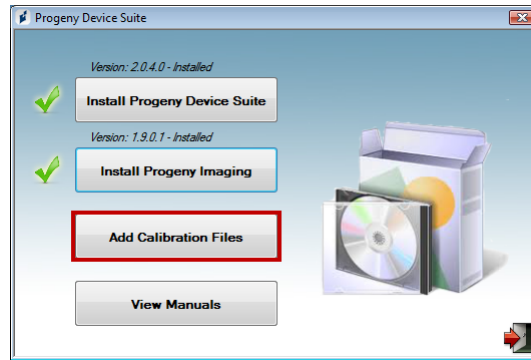 Progeny Device Suite
Version: 2.0.4.0 - Installed
Install Progeny Device Suite
Version: 1.9.0.1 - Installed
Install Progeny Imaging
Add Calibration Files
View Manuals